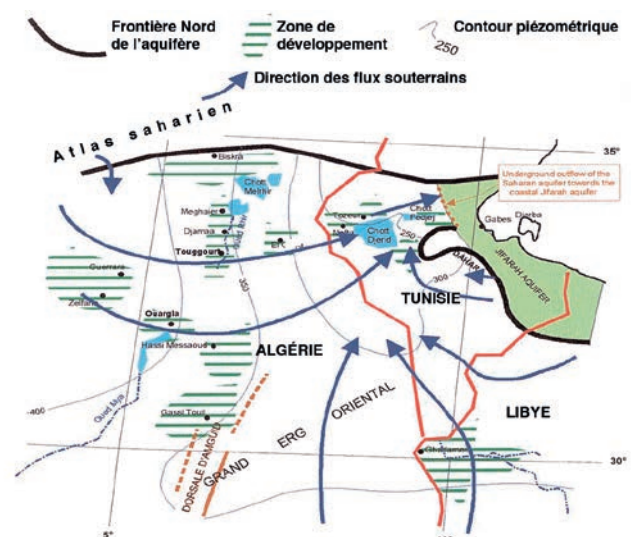 Frontière Nord
de l'aquifère
Zone de
développement
Contour piézométrique
250
Direction des flux souterrains
Atlas saharien
35°
Biskra
Underground outflow of the
Saharan aquifer towards the
coastal Jifarah aquifer
Chott
Melrhir
Meghaier
Djamaa
Touggourt
Tozeur
Chott
Fedjej
Chott
Djerid
250
Gabes
Djerba
JIFARAH AQUIFER
DAHAR
300
Guerrara
Zelfana
350
TUNISIE
Ouargla
Hassi Messaoud
ALGÉRIE
400
Oued Mya
Gassi Touil
DORSALE D'AMGUID
GRAND ERG ORIENTAL
LIBYE
Ghadames
30°
5°